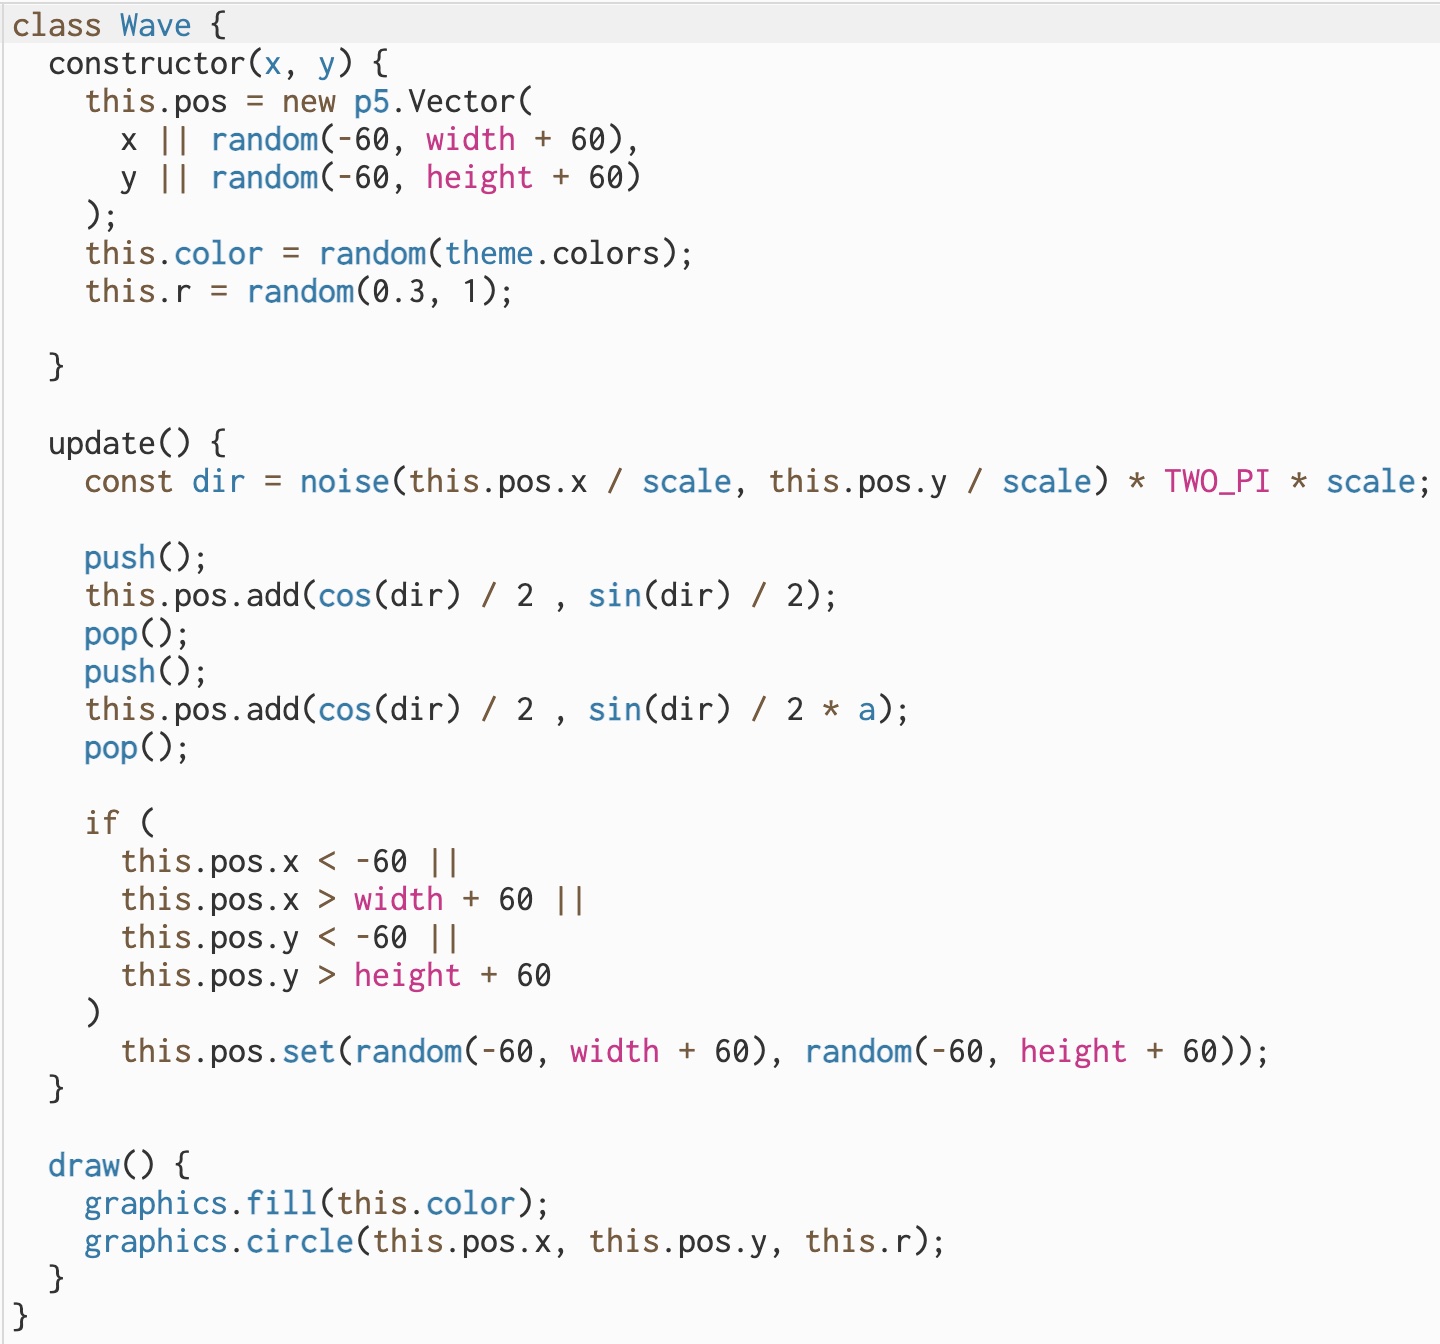 class Wave {
  constructor(x, y) {
    this.pos = new p5.Vector(
      x || random(-60, width + 60),
      y || random(-60, height + 60)
    );
    this.color = random(theme.colors);
    this.r = random(0.3, 1);

  }

  update() {
    const dir = noise(this.pos.x / scale, this.pos.y / scale) * TWO_PI * scale;

    push();
    this.pos.add(cos(dir) / 2 , sin(dir) / 2);
    pop();
    push();
    this.pos.add(cos(dir) / 2 , sin(dir) / 2 * a);
    pop();

    if (
      this.pos.x < -60 ||
      this.pos.x > width + 60 ||
      this.pos.y < -60 ||
      this.pos.y > height + 60
    )
      this.pos.set(random(-60, width + 60), random(-60, height + 60));
  }

  draw() {
    graphics.fill(this.color);
    graphics.circle(this.pos.x, this.pos.y, this.r);
  }
}